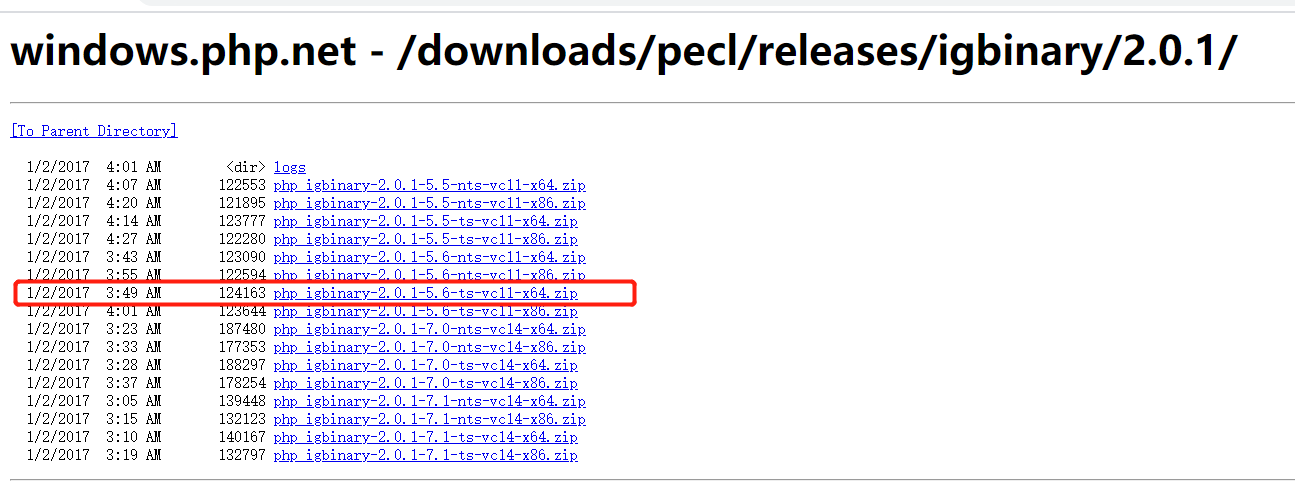 windows.php.net - /downloads/pecl/releases/igbinary/2.0.1/
[To Parent Directory]
1/2/2017 4:01 AM <dir> logs
1/2/2017 4:07 AM 122553 php_igbinary-2.0.1-5.5-nts-vc11-x64.zip
1/2/2017 4:20 AM 121895 php_igbinary-2.0.1-5.5-nts-vc11-x86.zip
1/2/2017 4:14 AM 123777 php_igbinary-2.0.1-5.5-ts-vc11-x64.zip
1/2/2017 4:27 AM 122280 php_igbinary-2.0.1-5.5-ts-vc11-x86.zip
1/2/2017 3:43 AM 123090 php_igbinary-2.0.1-5.6-nts-vc11-x64.zip
1/2/2017 3:55 AM 122594 php_igbinary-2.0.1-5.6-nts-vc11-x86.zip
1/2/2017 3:49 AM 124163 php_igbinary-2.0.1-5.6-ts-vc11-x64.zip
1/2/2017 4:01 AM 123644 php_igbinary-2.0.1-5.6-ts-vc11-x86.zip
1/2/2017 3:23 AM 187480 php_igbinary-2.0.1-7.0-nts-vc14-x64.zip
1/2/2017 3:33 AM 177353 php_igbinary-2.0.1-7.0-nts-vc14-x86.zip
1/2/2017 3:28 AM 188297 php_igbinary-2.0.1-7.0-ts-vc14-x64.zip
1/2/2017 3:37 AM 178254 php_igbinary-2.0.1-7.0-ts-vc14-x86.zip
1/2/2017 3:05 AM 139448 php_igbinary-2.0.1-7.1-nts-vc14-x64.zip
1/2/2017 3:15 AM 132123 php_igbinary-2.0.1-7.1-nts-vc14-x86.zip
1/2/2017 3:10 AM 140167 php_igbinary-2.0.1-7.1-ts-vc14-x64.zip
1/2/2017 3:19 AM 132797 php_igbinary-2.0.1-7.1-ts-vc14-x86.zip